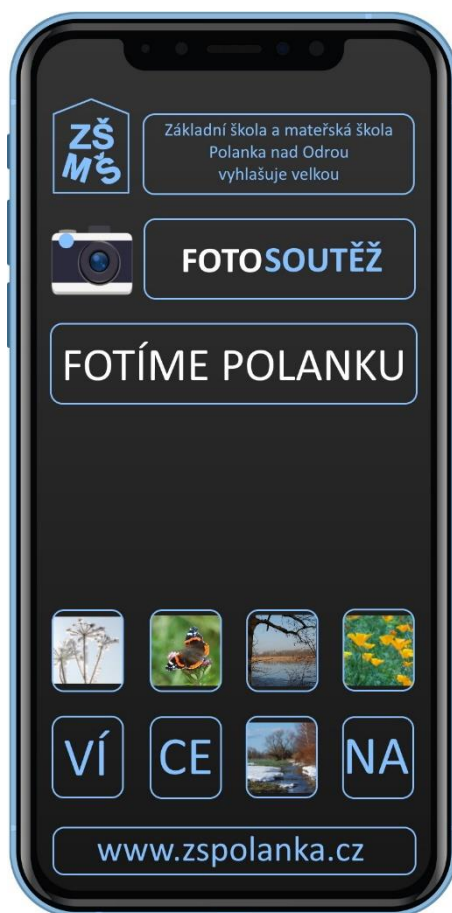 ZŠ
MŠ
Základní škola a mateřská škola
Polanka nad Odrou
vyhlašuje velkou
FOTOSOUTĚŽ
FOTÍME POLANKU
VÍ CE NA
www.zspolanka.cz